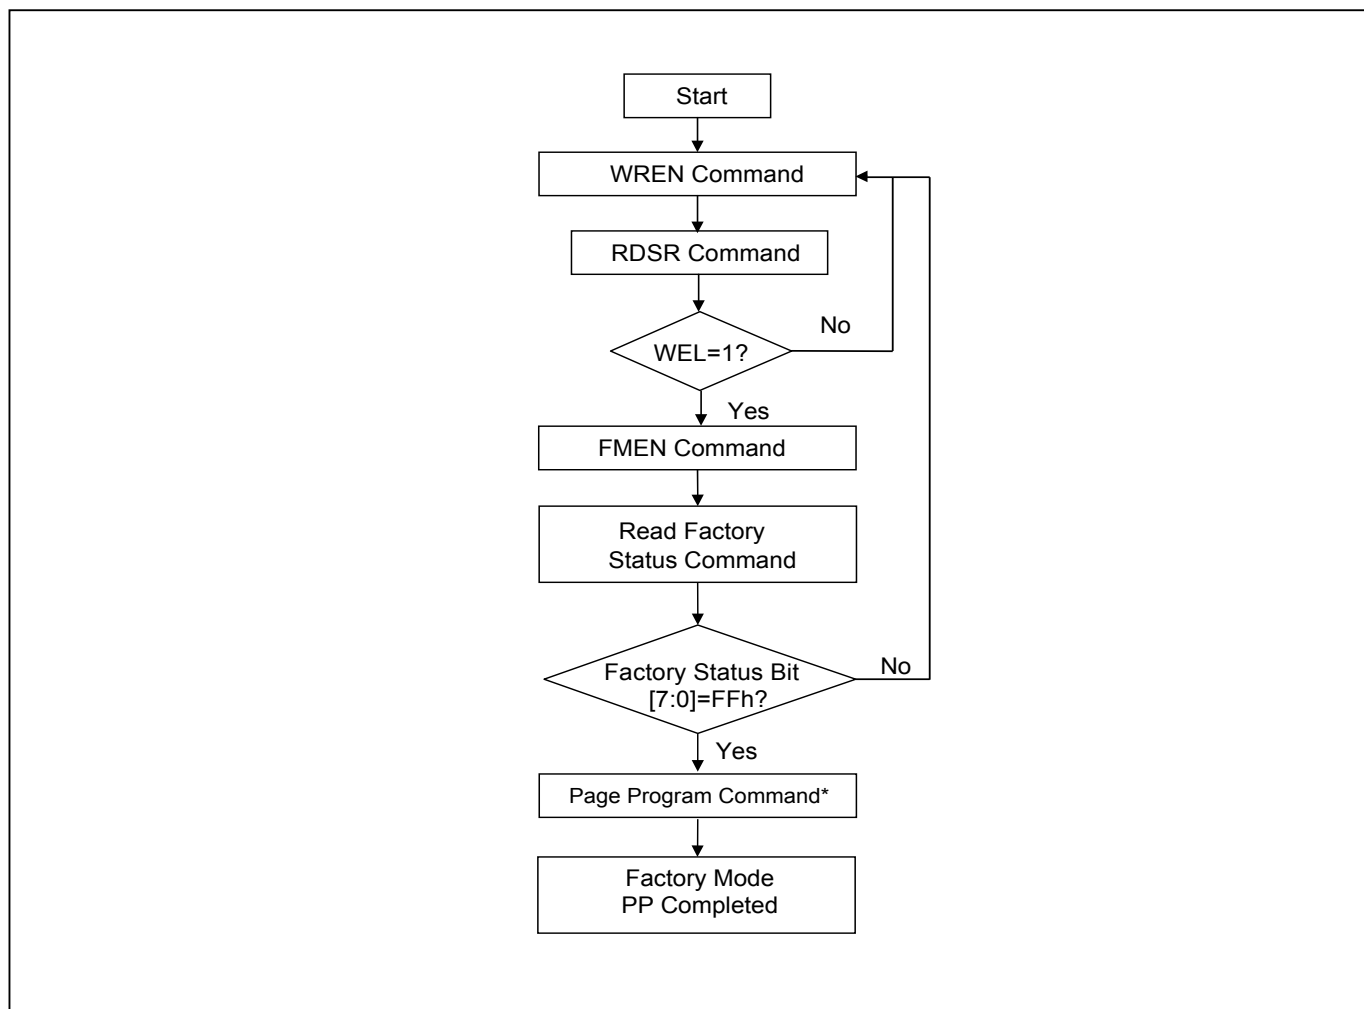 Start
WREN Command
RDSR Command
No
WEL=1?
Yes
FMEN Command
Read Factory
Status Command
Factory Status Bit
[7:0]=FFh?
No
Yes
Page Program Command*
Factory Mode
PP Completed